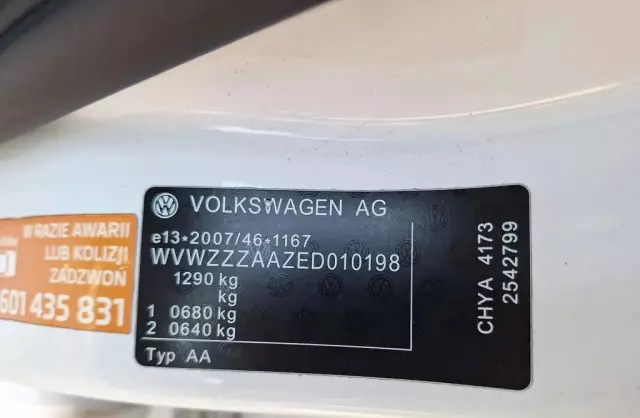 VOLKSWAGEN AG
e13*2007/46*1167
WVWZZZAAZED010198
1290 kg
kg
1 0680 kg
2 0640 kg
Typ AA
CHYA 4173
2542799
W RAZIE AWARII
LUB KOLIZJI
ZADZWOŃ
601 435 831